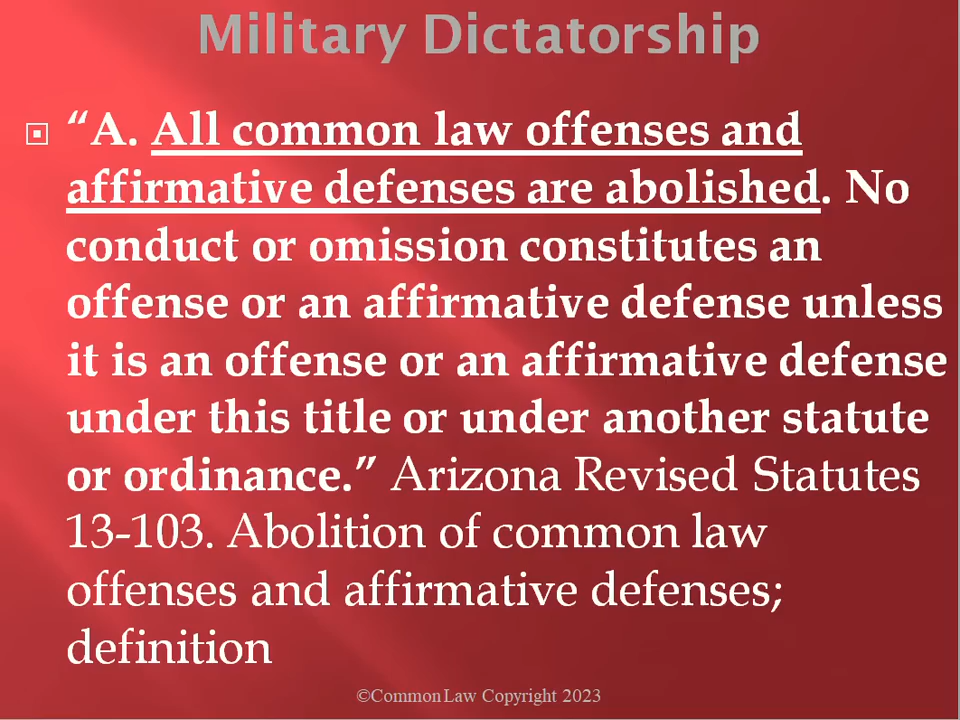 Military Dictatorship
“A. All common law offenses and
affirmative defenses are abolished. No
conduct or omission constitutes an
offense or an affirmative defense unless
it is an offense or an affirmative defense
under this title or under another statute
or ordinance.” Arizona Revised Statutes
13-103. Abolition of common law
offenses and affirmative defenses;
definition
©Common Law Copyright 2023